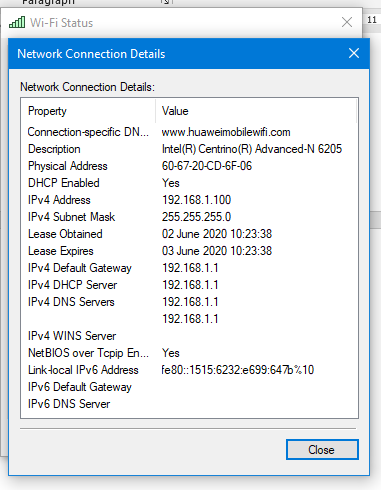 Paragraph
Wi-Fi Status
11
Network Connection Details
Network Connection Details:
Property Value
Connection-specific DN... www.huaweimobilewifi.com
Description Intel(R) Centrino(R) Advanced-N 6205
Physical Address 60-67-20-CD-6F-06
DHCP Enabled Yes
IPv4 Address 192.168.1.100
IPv4 Subnet Mask 255.255.255.0
Lease Obtained 02 June 2020 10:23:38
Lease Expires 03 June 2020 10:23:38
IPv4 Default Gateway 192.168.1.1
IPv4 DHCP Server 192.168.1.1
IPv4 DNS Servers 192.168.1.1
192.168.1.1
IPv4 WINS Server
NetBIOS over Tcpip En... Yes
Link-local IPv6 Address fe80::1515:6232:e699:647b%10
IPv6 Default Gateway
IPv6 DNS Server
Close